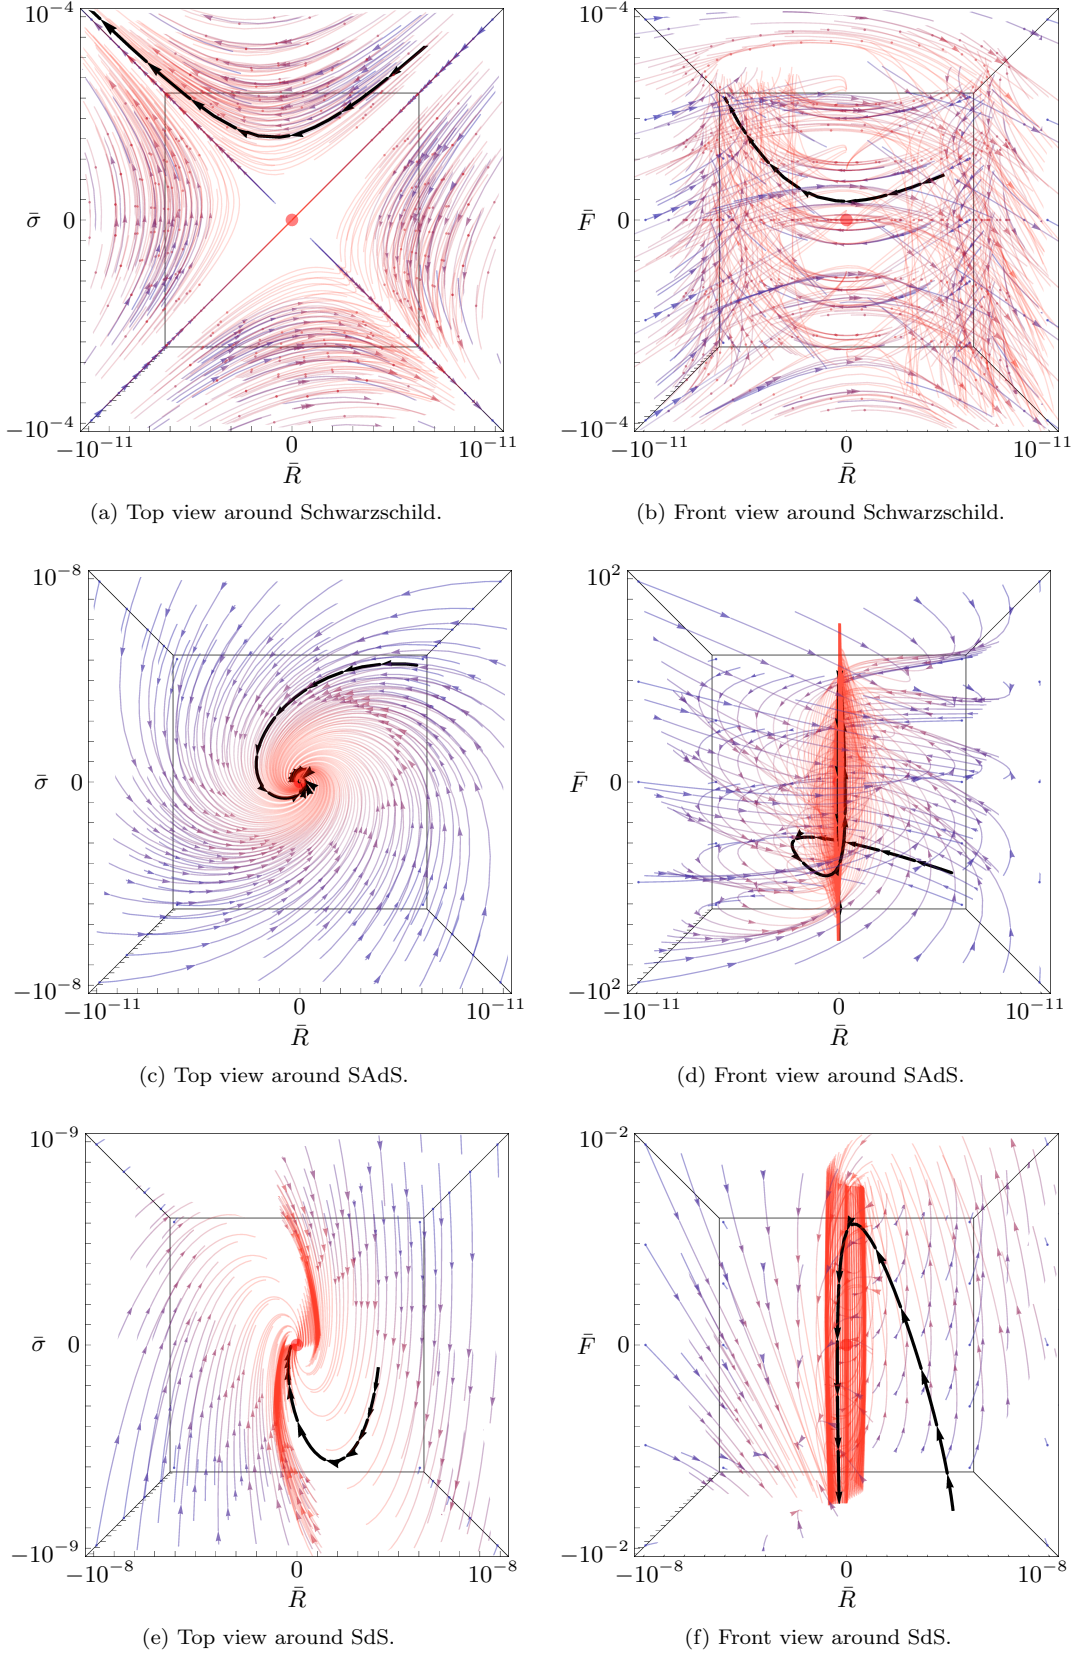 10⁻⁴
σ̄ 0
−10⁻⁴
−10⁻¹¹ 0 10⁻¹¹
R̄
(a) Top view around Schwarzschild.
10⁻⁴
F̄ 0
−10⁻⁴
−10⁻¹¹ 0 10⁻¹¹
R̄
(b) Front view around Schwarzschild.
10⁻⁸
σ̄ 0
−10⁻⁸
−10⁻¹¹ 0 10⁻¹¹
R̄
(c) Top view around SAdS.
10²
F̄ 0
−10²
−10⁻¹¹ 0 10⁻¹¹
R̄
(d) Front view around SAdS.
10⁻⁹
σ̄ 0
−10⁻⁹
−10⁻⁸ 0 10⁻⁸
R̄
(e) Top view around SdS.
10⁻²
F̄ 0
−10⁻²
−10⁻⁸ 0 10⁻⁸
R̄
(f) Front view around SdS.